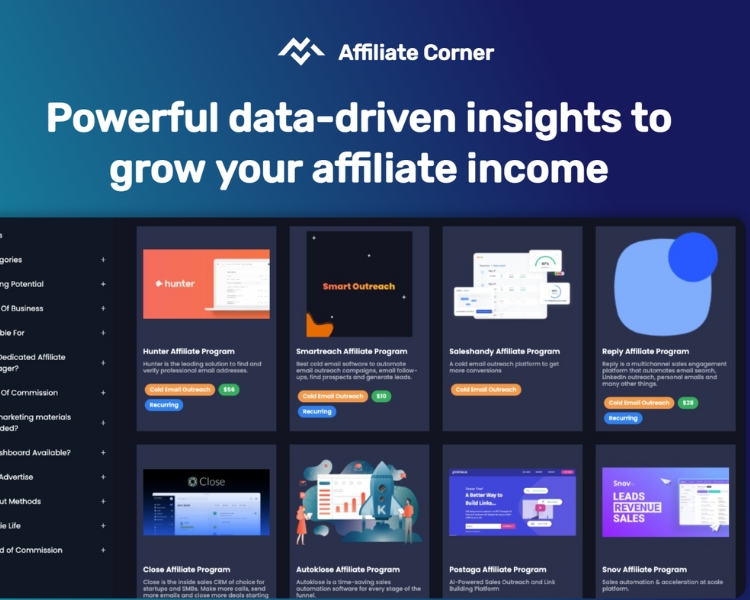 Affiliate Corner
Powerful data-driven insights to
grow your affiliate income
s
gories
ing Potential
Of Business
ble For
Dedicated Affiliate
ager?
Of Commission
marketing materials
ded?
shboard Available?
Advertise
ut Methods
ie Life
d of Commission
hunter
Hunter Affiliate Program
Hunter is the leading solution to find and
verify professional email addresses.
Cold Email Outreach $56
Recurring
Smart Outreach
Smartreach Affiliate Program
Best cold email software to automate
email outreach campaigns, email follow-
ups, find prospects and generate leads.
Cold Email Outreach $10
Recurring
Saleshandy Affiliate Program
A cold email outreach platform to get
more conversions
Cold Email Outreach
Reply Affiliate Program
Reply is a multichannel sales engagement
platform that automates email search,
LinkedIn outreach, personal emails and
many other things.
Cold Email Outreach $28
Recurring
Close
Close Affiliate Program
Close is the inside sales CRM of choice for
startups and SMBs. Make more calls, send
more emails and close more deals starting
K
Autoklose Affiliate Program
Autoklose is a time-saving sales
automation software for every stage of the
funnel.
A Better Way to
Build Links...
Postaga Affiliate Program
AI-Powered Sales Outreach and Link
Building Platform
Snov
LEADS
REVENUE
SALES
Snov Affiliate Program
Sales automation & acceleration at scale
platform.